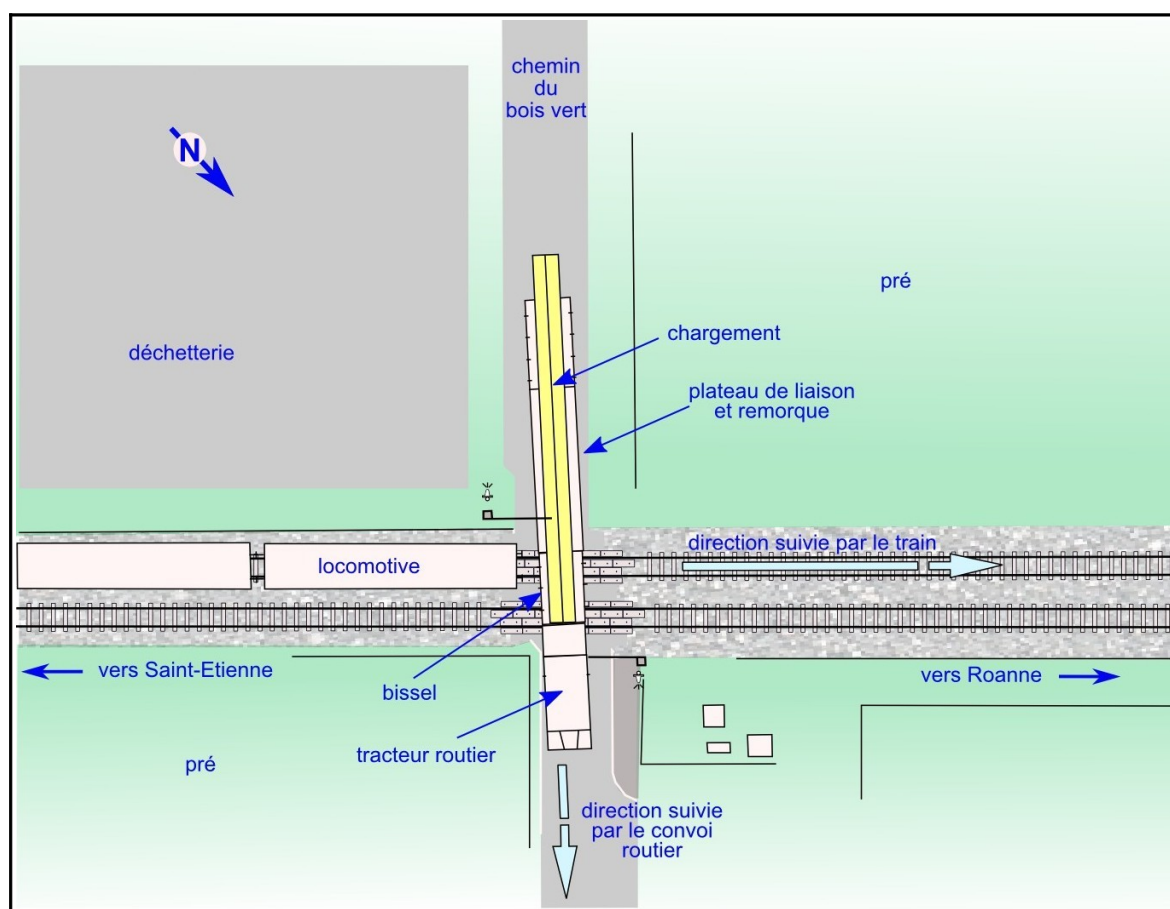 chemin
du
bois vert
N
déchetterie
pré
chargement
plateau de liaison
et remorque
locomotive
direction suivie par le train
vers Saint-Etienne
bissel
vers Roanne
tracteur routier
pré
direction suivie
par le convoi
routier